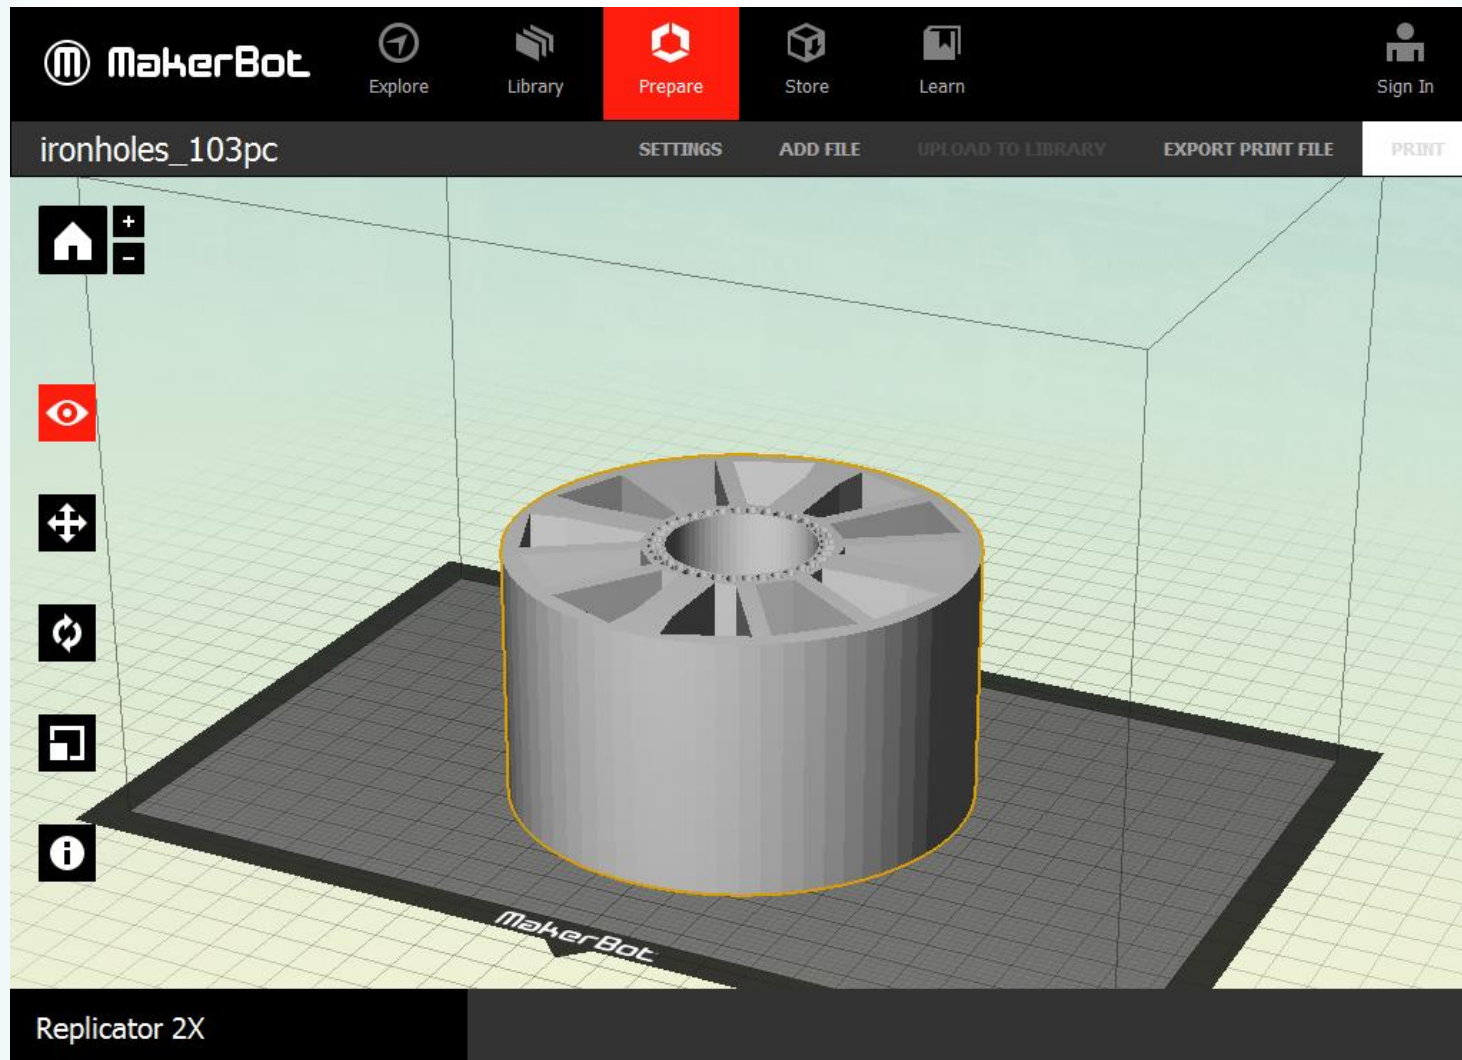 MakerBot
Explore
Library
Prepare
Store
Learn
Sign In
ironholes_103pc
SETTINGS
ADD FILE
UPLOAD TO LIBRARY
EXPORT PRINT FILE
PRINT
+
-
MakerBot
Replicator 2X